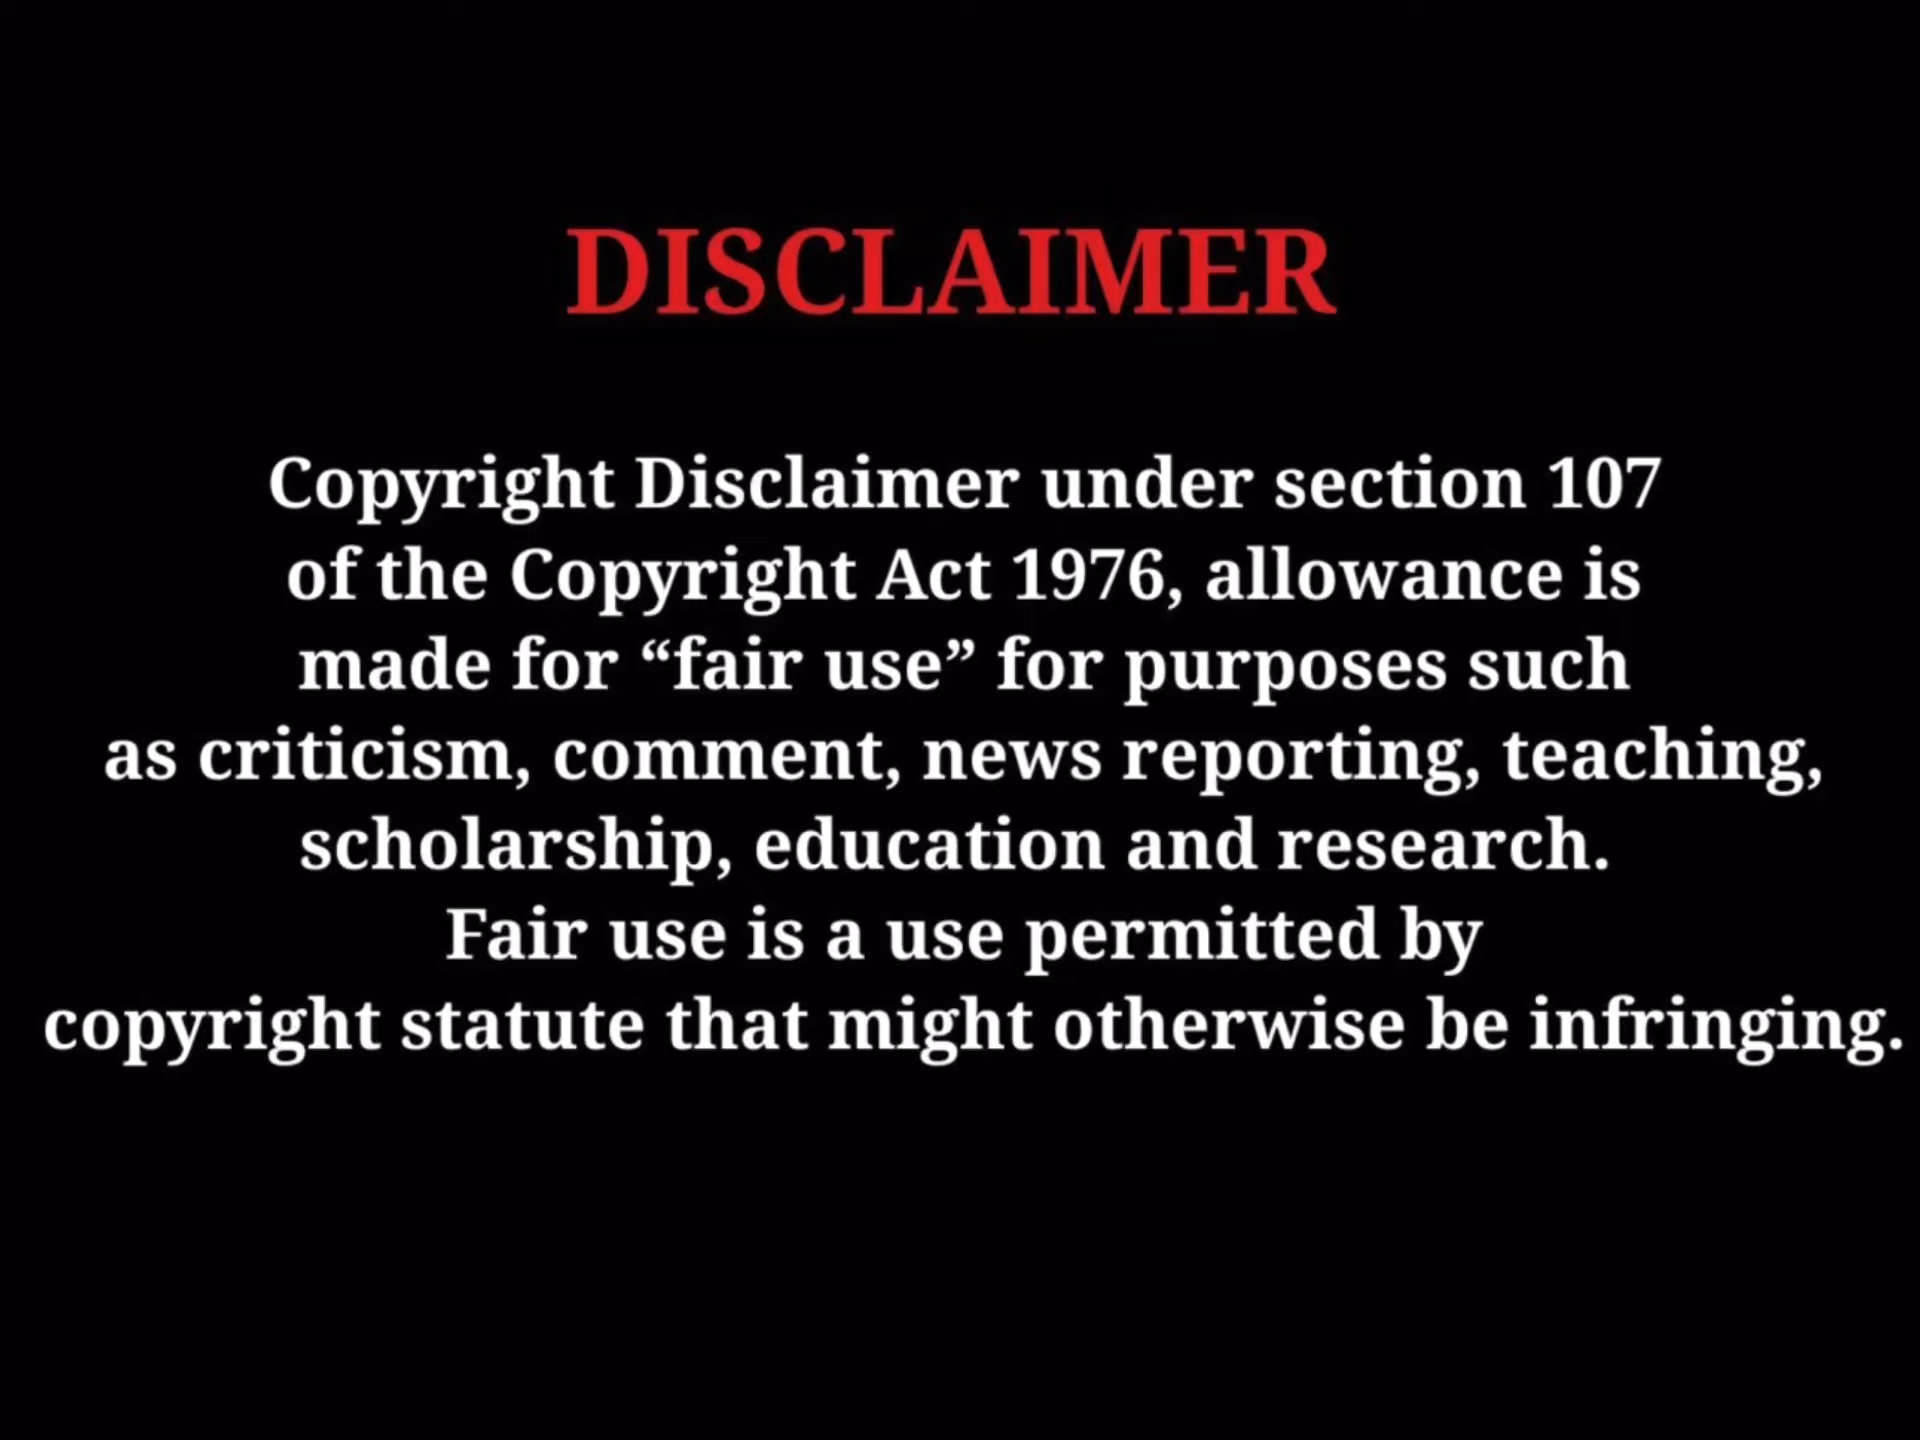 DISCLAIMER
Copyright Disclaimer under section 107
of the Copyright Act 1976, allowance is
made for “fair use” for purposes such
as criticism, comment, news reporting, teaching,
scholarship, education and research.
Fair use is a use permitted by
copyright statute that might otherwise be infringing.